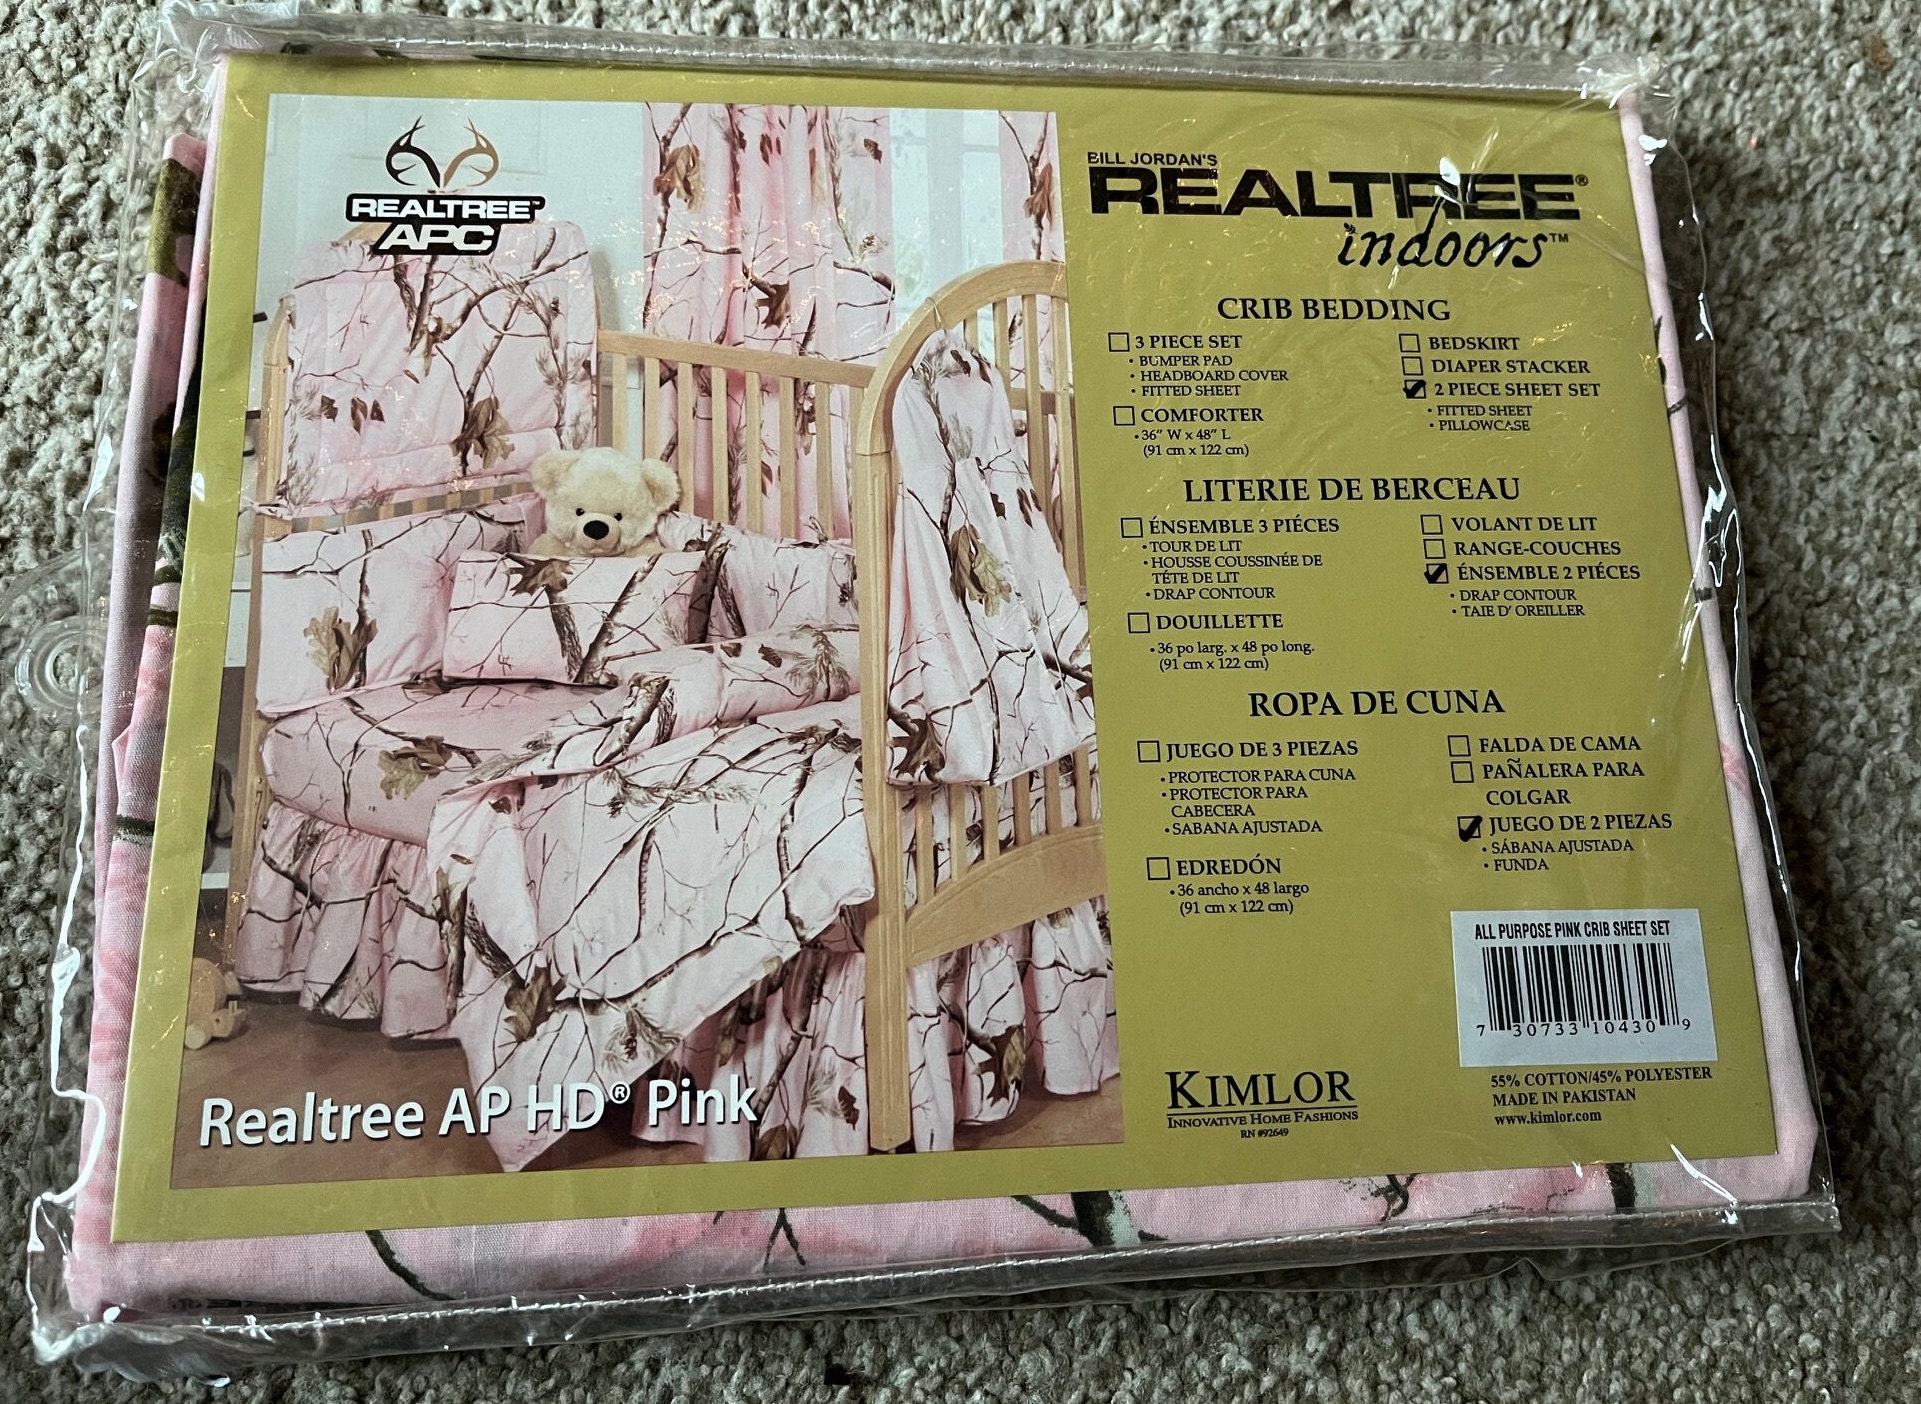 REALTREE™
APC
Realtree AP HD® Pink
BILL JORDAN'S
REALTREE®
indoors™
CRIB BEDDING
3 PIECE SET
• BUMPER PAD
• HEADBOARD COVER
• FITTED SHEET
COMFORTER
• 36" W x 48" L
(91 cm x 122 cm)
BEDSKIRT
DIAPER STACKER
2 PIECE SHEET SET
• FITTED SHEET
• PILLOWCASE
LITERIE DE BERCEAU
ÉNSEMBLE 3 PIÉCES
• TOUR DE LIT
• HOUSSE COUSSINÉE DE
TÉTE DE LIT
• DRAP CONTOUR
DOUILLETTE
• 36 po larg. x 48 po long.
(91 cm x 122 cm)
VOLANT DE LIT
RANGE-COUCHES
ÉNSEMBLE 2 PIÉCES
• DRAP CONTOUR
• TAIE D' OREILLER
ROPA DE CUNA
JUEGO DE 3 PIEZAS
• PROTECTOR PARA CUNA
• PROTECTOR PARA
CABECERA
• SABANA AJUSTADA
EDREDÓN
• 36 ancho x 48 largo
(91 cm x 122 cm)
FALDA DE CAMA
PAÑALERA PARA
COLGAR
JUEGO DE 2 PIEZAS
• SÁBANA AJUSTADA
• FUNDA
ALL PURPOSE PINK CRIB SHEET SET
7 30733 10430 9
KIMLOR
INNOVATIVE HOME FASHIONS
RN #92649
55% COTTON/45% POLYESTER
MADE IN PAKISTAN
www.kimlor.com